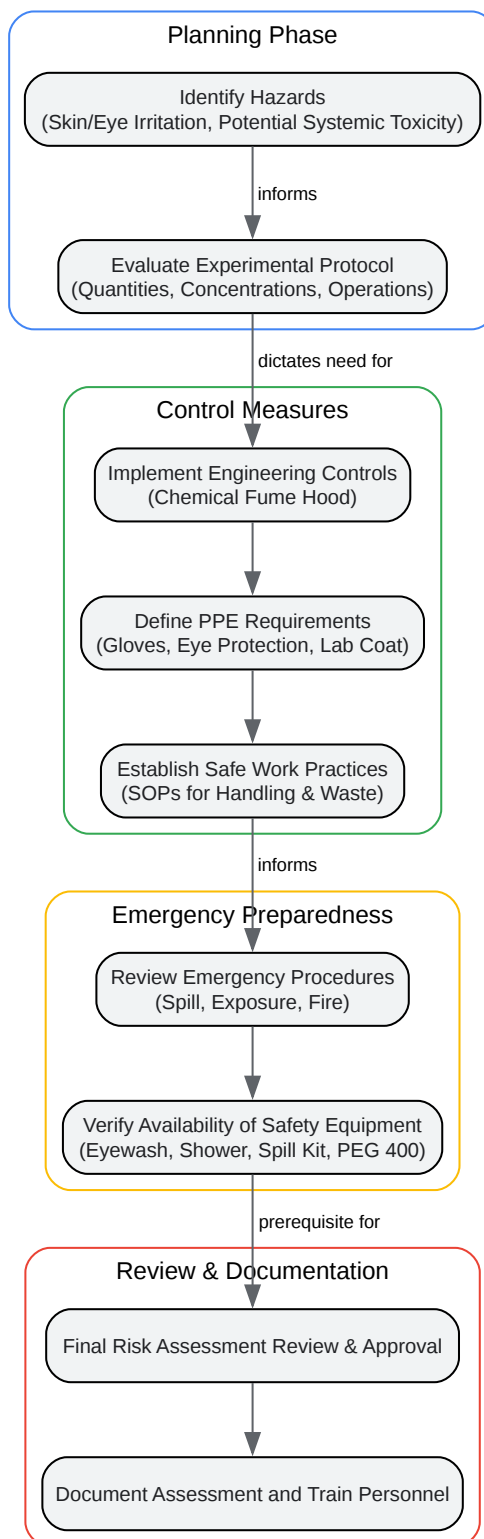 Planning Phase
Identify Hazards
(Skin/Eye Irritation, Potential Systemic Toxicity)
informs
Evaluate Experimental Protocol
(Quantities, Concentrations, Operations)
dictates need for
Control Measures
Implement Engineering Controls
(Chemical Fume Hood)
Define PPE Requirements
(Gloves, Eye Protection, Lab Coat)
Establish Safe Work Practices
(SOPs for Handling & Waste)
informs
Emergency Preparedness
Review Emergency Procedures
(Spill, Exposure, Fire)
Verify Availability of Safety Equipment
(Eyewash, Shower, Spill Kit, PEG 400)
prerequisite for
Review & Documentation
Final Risk Assessment Review & Approval
Document Assessment and Train Personnel